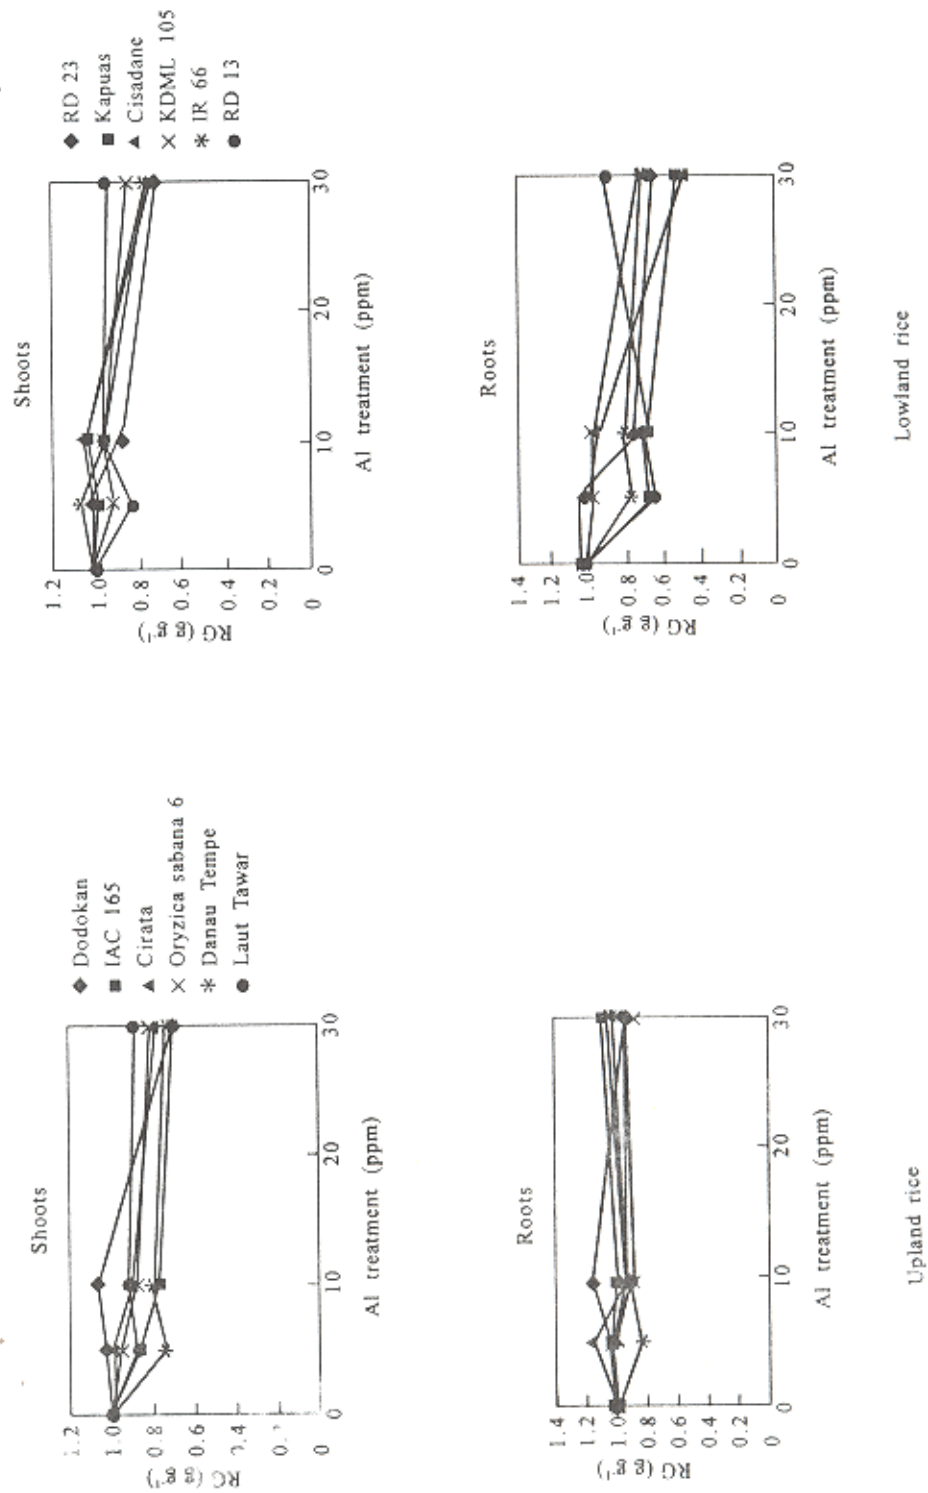 Shoots
1.2
1.0
0.8
0.6
0.4
0.2
0
RG (g g⁻¹)
0
10
20
30
Al treatment (ppm)
Dodokan
IAC 165
Cirata
Oryzica sabana 6
Danau Tempe
Laut Tawar
Shoots
1.2
1.0
0.8
0.6
0.4
0.2
0
RG (g g⁻¹)
0
10
20
30
Al treatment (ppm)
RD 23
Kapuas
Cisadane
KDML 105
IR 66
RD 13
Roots
1.4
1.2
1.0
0.8
0.6
0.4
0.2
0
RG (g g⁻¹)
0
10
20
30
Al treatment (ppm)
Upland rice
Roots
1.4
1.2
1.0
0.8
0.6
0.4
0.2
0
RG (g g⁻¹)
0
10
20
30
Al treatment (ppm)
Lowland rice